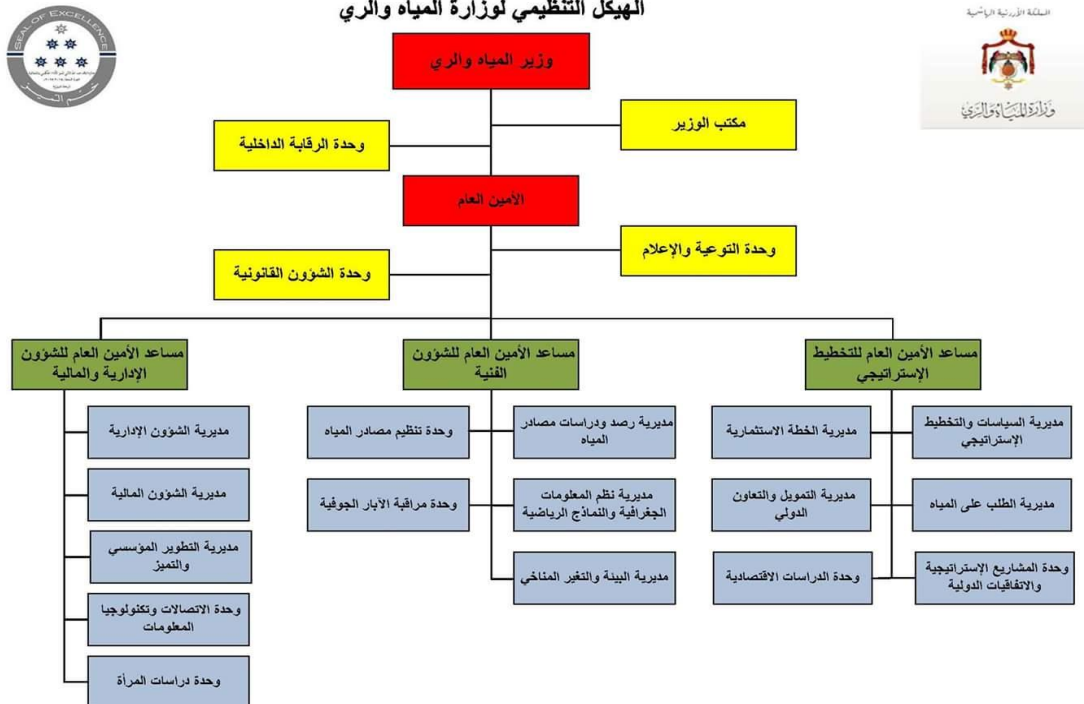 الهيكل التنظيمي لوزارة المياه والري
SEAL OF EXCELLENCE
ختم التميز
المملكة الأردنية الهاشمية
وزارة المياه والري
وزير المياه والري
مكتب الوزير
وحدة الرقابة الداخلية
الأمين العام
وحدة التوعية والإعلام
وحدة الشؤون القانونية
مساعد الأمين العام للتخطيط
الإستراتيجي
مديرية السياسات والتخطيط
الإستراتيجي
مديرية الخطة الاستثمارية
مديرية الطلب على المياه
مديرية التمويل والتعاون
الدولي
وحدة المشاريع الإستراتيجية
والاتفاقيات الدولية
وحدة الدراسات الاقتصادية
مساعد الأمين العام للشؤون
الفنية
مديرية رصد ودراسات مصادر
المياه
وحدة تنظيم مصادر المياه
مديرية نظم المعلومات
الجغرافية والنماذج الرياضية
وحدة مراقبة الآبار الجوفية
مديرية البيئة والتغير المناخي
مساعد الأمين العام للشؤون
الإدارية والمالية
مديرية الشؤون الإدارية
مديرية الشؤون المالية
مديرية التطوير المؤسسي
والتميز
وحدة الاتصالات وتكنولوجيا
المعلومات
وحدة دراسات المرأة